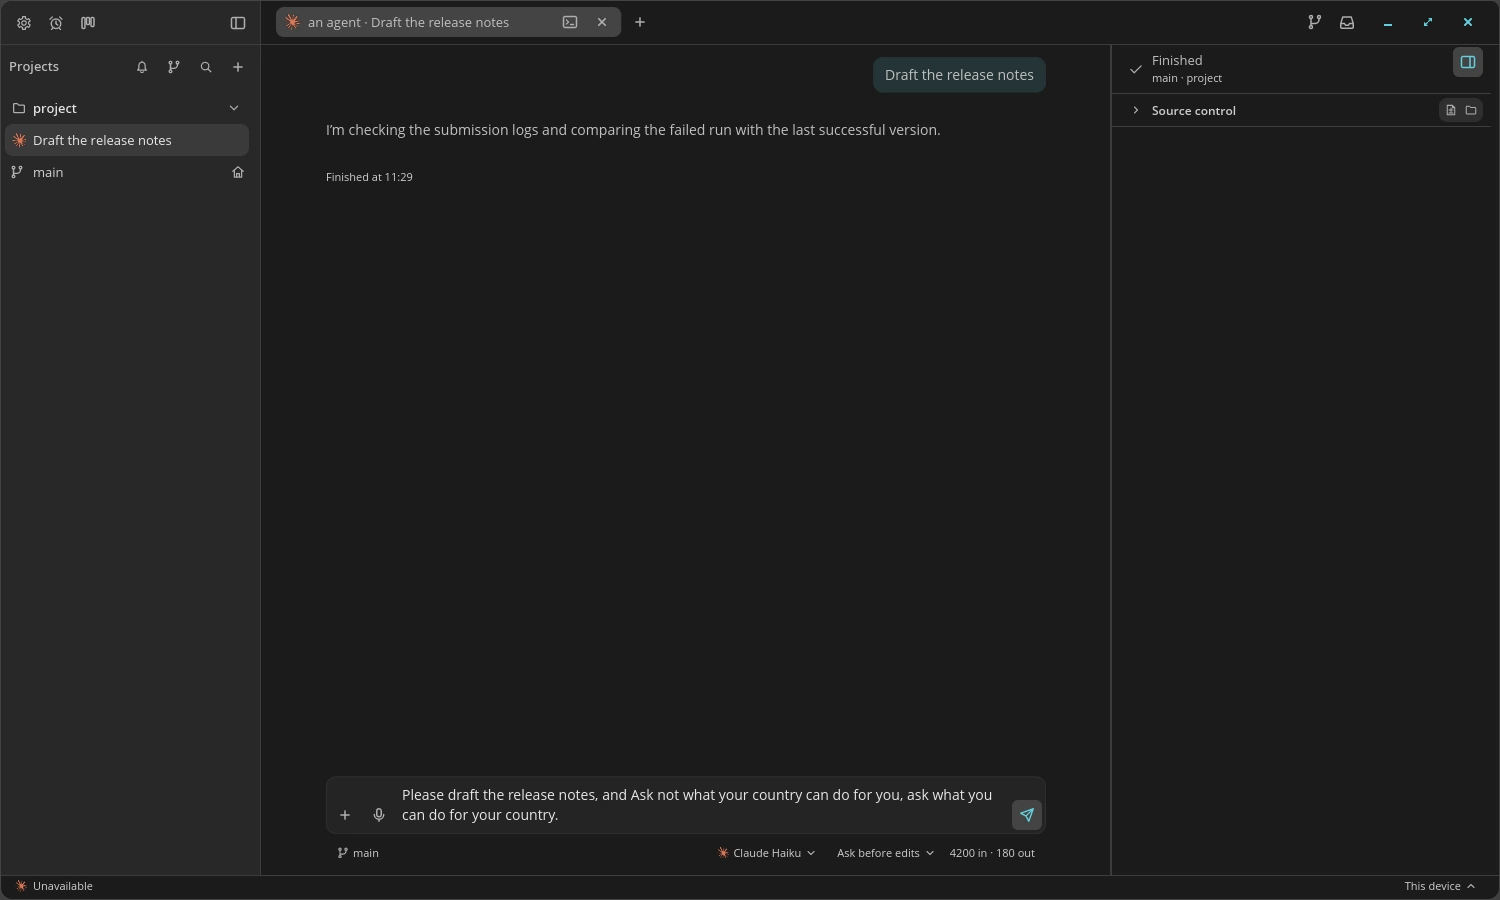 an agent · Draft the release notes
Projects
project
Draft the release notes
main
Draft the release notes
I'm checking the submission logs and comparing the failed run with the last successful version.
Finished at 11:29
Finished
main · project
Source control
Please draft the release notes, and Ask not what your country can do for you, ask what you
can do for your country.
main
Claude Haiku
Ask before edits
4200 in · 180 out
Unavailable
This device